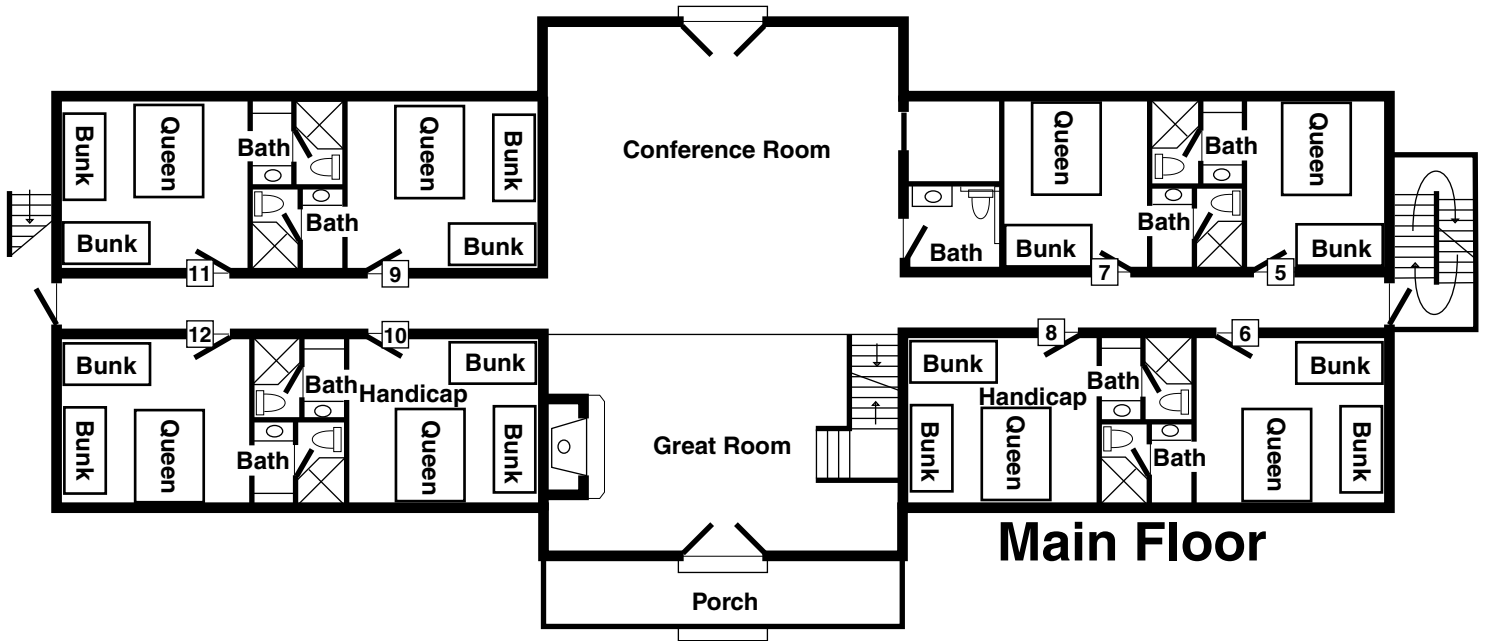 Bunk
Queen
Bath
Queen
Bunk
Conference Room
Queen
Bath
Queen
Bunk
Bath
Bunk
Bath
Bunk
Bath
Bunk
11
9
7
5
12
10
8
6
Bunk
Bath
Handicap
Bunk
Bunk
Handicap
Bath
Bunk
Bunk
Queen
Bath
Queen
Bunk
Great Room
Bunk
Queen
Bath
Queen
Bunk
Main Floor
Porch